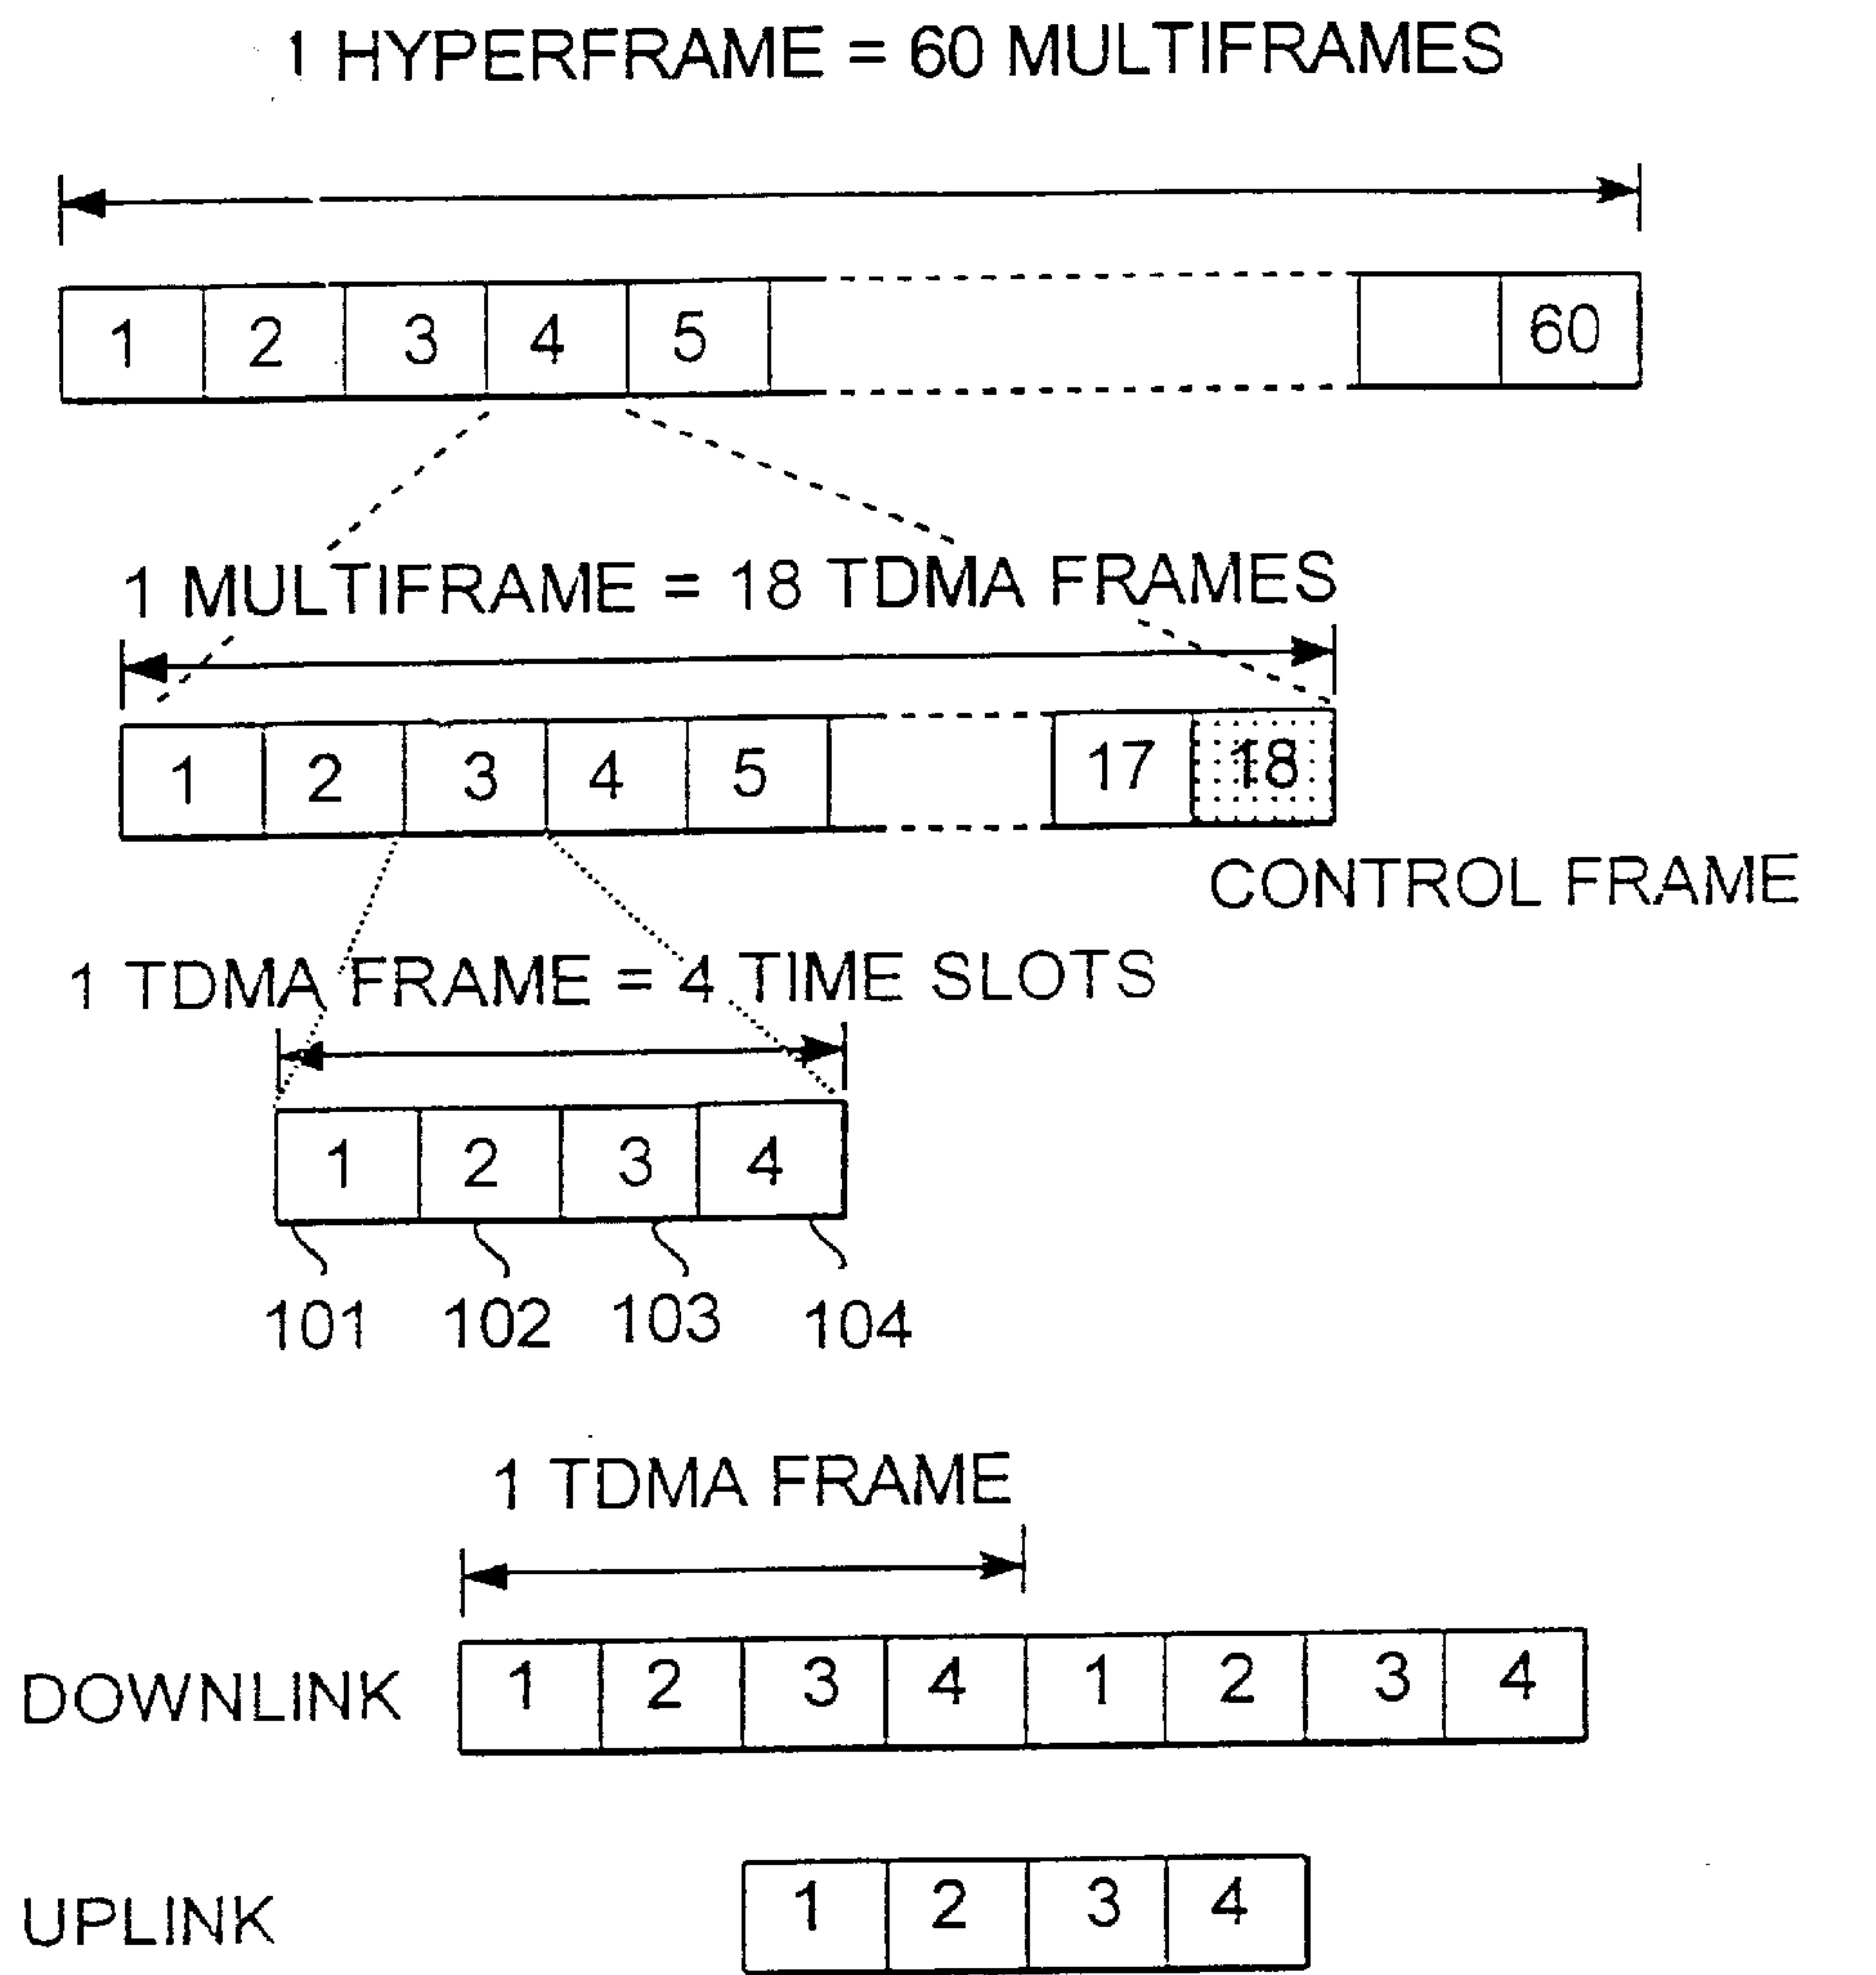 1 HYPERFRAME = 60 MULTIFRAMES
1 2 3 4 5 60
1 MULTIFRAME = 18 TDMA FRAMES
1 2 3 4 5 17 18
CONTROL FRAME
1 TDMA FRAME = 4 TIME SLOTS
1 2 3 4
101 102 103 104
1 TDMA FRAME
DOWNLINK 1 2 3 4 1 2 3 4
UPLINK 1 2 3 4